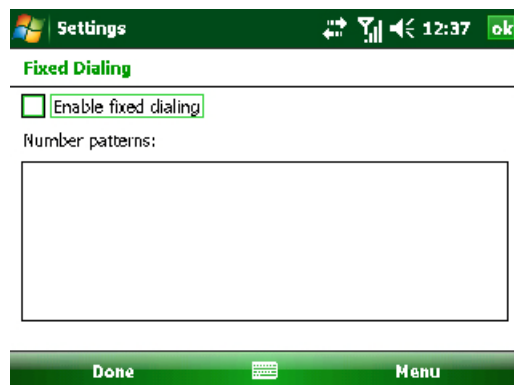 Settings 12:37 ok
Fixed Dialing
Enable fixed dialing
Number patterns:
Done Menu